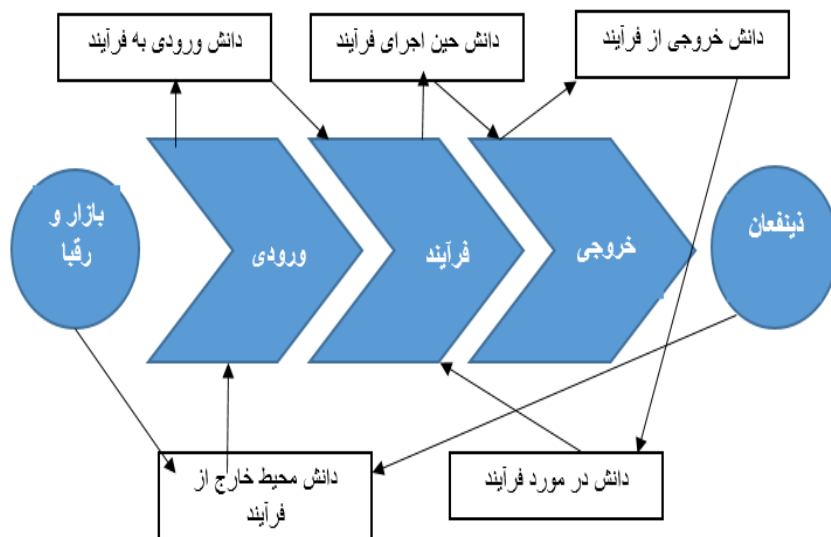 دانش ورودی به فرآیند
دانش حین اجرای فرآیند
دانش خروجی از فرآیند
بازار و
رقبا
ورودی
فرآیند
خروجی
ذینفعان
دانش محیط خارج از
فرآیند
دانش در مورد فرآیند